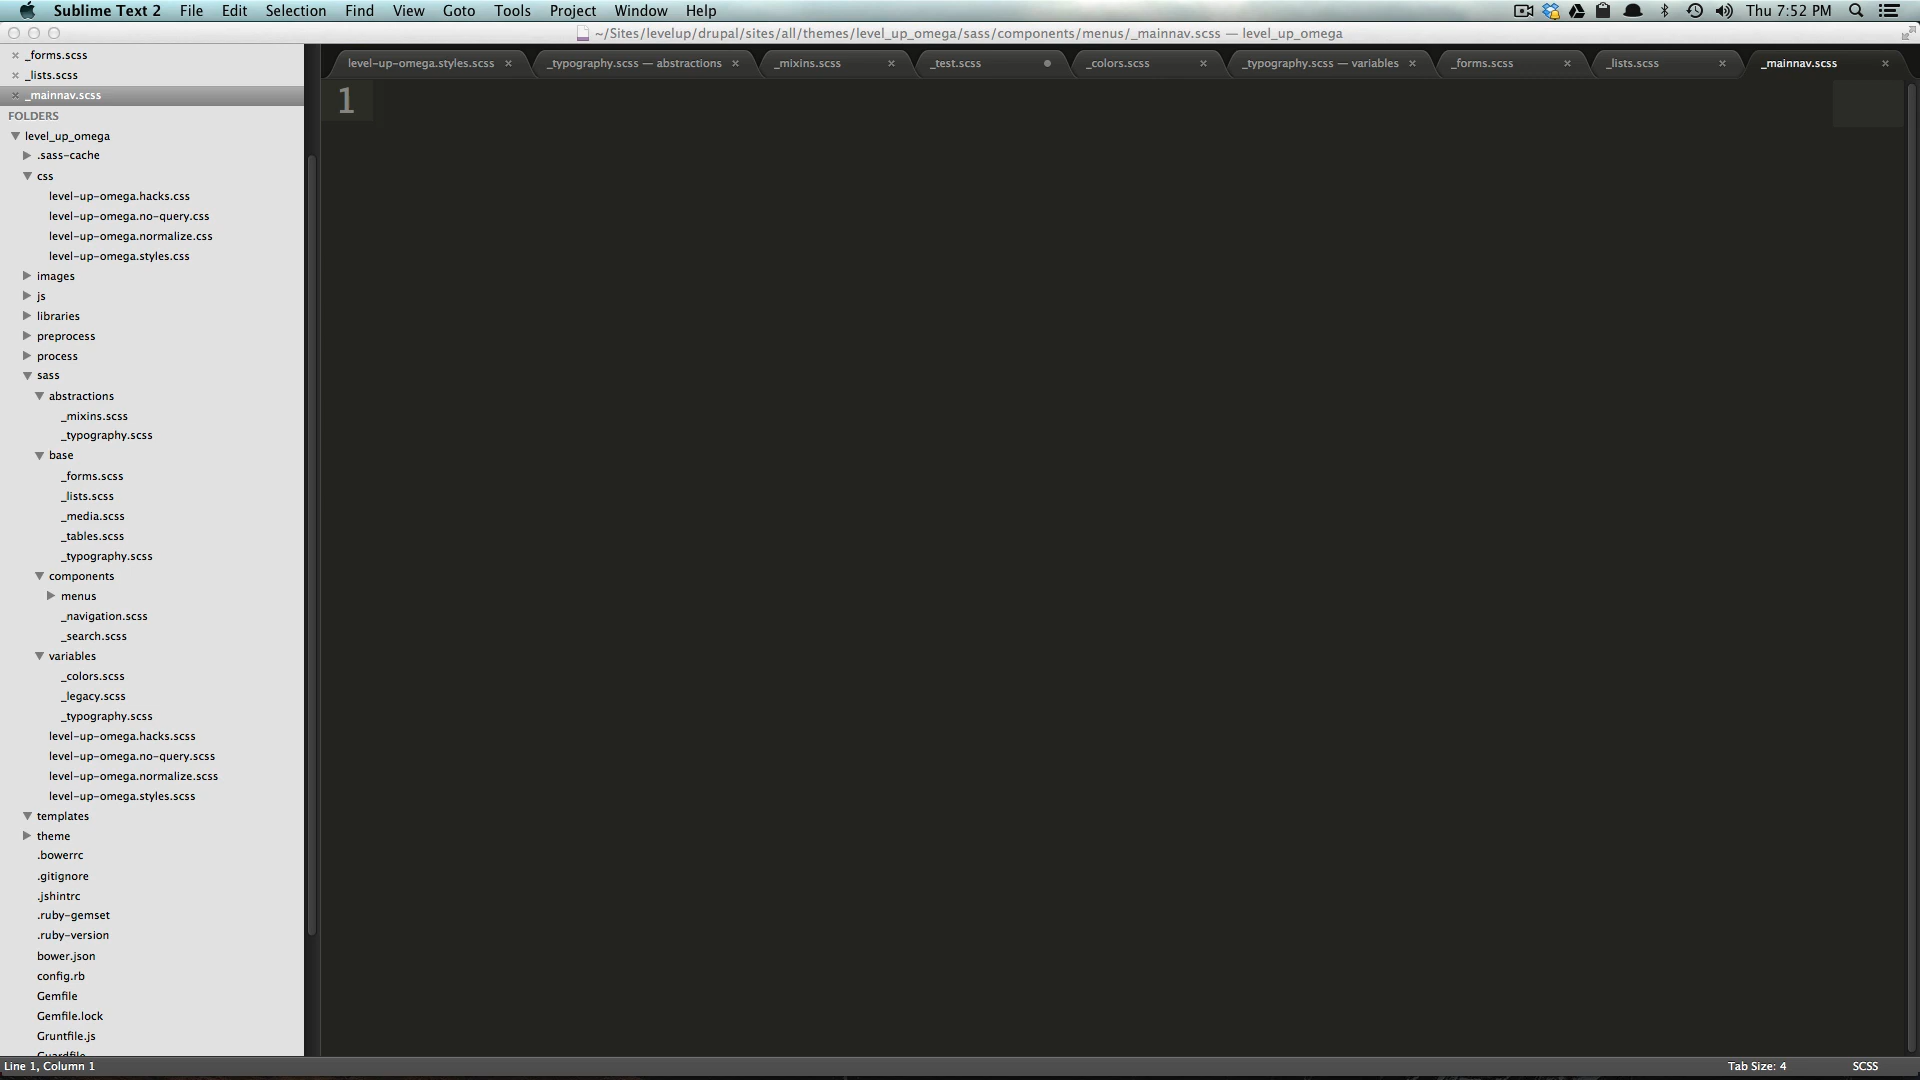 Sublime Text 2 File Edit Selection Find View Goto Tools Project Window Help Thu 7:52 PM
~/Sites/levelup/drupal/sites/all/themes/level_up_omega/sass/components/menus/_mainnav.scss — level_up_omega
level-up-omega.styles.scss × _typography.scss — abstractions × _mixins.scss × _test.scss • _colors.scss × _typography.scss — variables × _forms.scss × _lists.scss × _mainnav.scss ×
× _forms.scss
× _lists.scss
× _mainnav.scss
FOLDERS
level_up_omega
.sass-cache
css
level-up-omega.hacks.css
level-up-omega.no-query.css
level-up-omega.normalize.css
level-up-omega.styles.css
images
js
libraries
preprocess
process
sass
abstractions
_mixins.scss
_typography.scss
base
_forms.scss
_lists.scss
_media.scss
_tables.scss
_typography.scss
components
menus
_navigation.scss
_search.scss
variables
_colors.scss
_legacy.scss
_typography.scss
level-up-omega.hacks.scss
level-up-omega.no-query.scss
level-up-omega.normalize.scss
level-up-omega.styles.scss
templates
theme
.bowerrc
.gitignore
.jshintrc
.ruby-gemset
.ruby-version
bower.json
config.rb
Gemfile
Gemfile.lock
Gruntfile.js
1
Line 1, Column 1 Tab Size: 4 SCSS